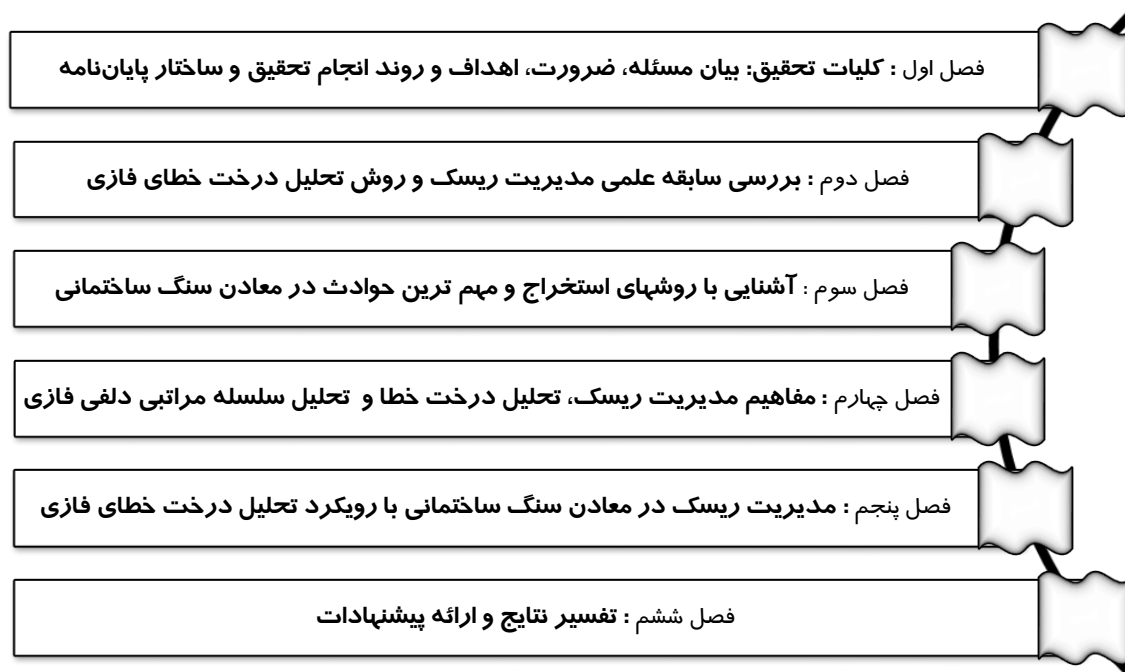 فصل اول : کلیات تحقیق: بیان مسئله، ضرورت، اهداف و روند انجام تحقیق و ساختار پایان‌نامه
فصل دوم : بررسی سابقه علمی مدیریت ریسک و روش تحلیل درخت خطای فازی
فصل سوم : آشنایی با روشهای استخراج و مهم ترین حوادث در معادن سنگ ساختمانی
فصل چهارم : مفاهیم مدیریت ریسک، تحلیل درخت خطا و تحلیل سلسله مراتبی دلفی فازی
فصل پنجم : مدیریت ریسک در معادن سنگ ساختمانی با رویکرد تحلیل درخت خطای فازی
فصل ششم : تفسیر نتایج و ارائه پیشنهادات